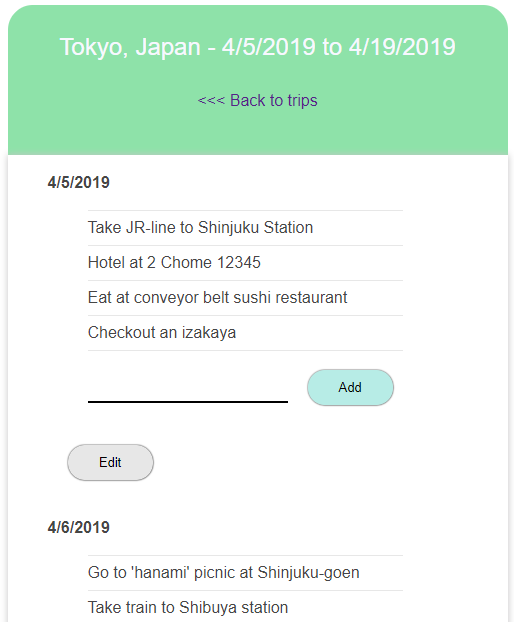 Tokyo, Japan - 4/5/2019 to 4/19/2019
<<< Back to trips
4/5/2019
Take JR-line to Shinjuku Station
Hotel at 2 Chome 12345
Eat at conveyor belt sushi restaurant
Checkout an izakaya
Add
Edit
4/6/2019
Go to 'hanami' picnic at Shinjuku-goen
Take train to Shibuya station